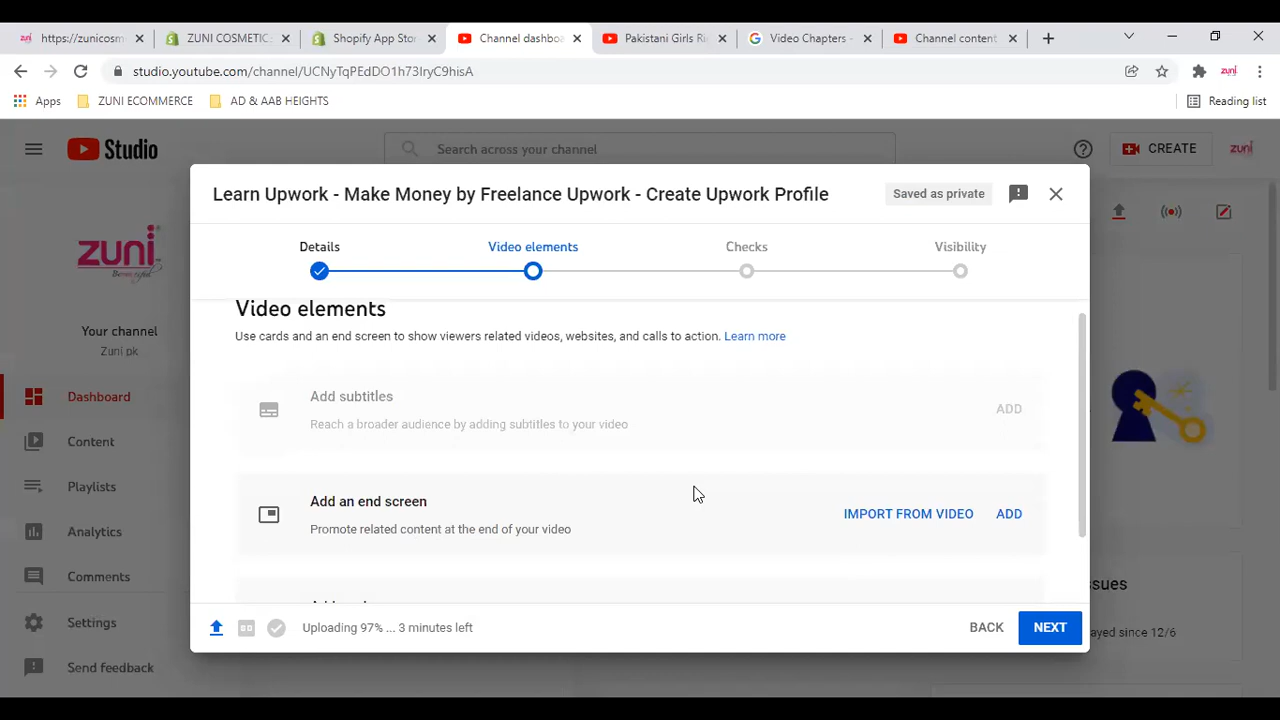 https://zunicosm
ZUNI COSMETIC
Shopify App Stor
Channel dashbo
Pakistani Girls Ri
Video Chapters -
Channel content
studio.youtube.com/channel/UCNyTqPEdDO1h73IryC9hisA
Apps
ZUNI ECOMMERCE
AD & AAB HEIGHTS
Reading list
Studio
Search across your channel
CREATE
zuni
Learn Upwork - Make Money by Freelance Upwork - Create Upwork Profile
Saved as private
Details
Video elements
Checks
Visibility
Video elements
Use cards and an end screen to show viewers related videos, websites, and calls to action. Learn more
Add subtitles
Reach a broader audience by adding subtitles to your video
ADD
Add an end screen
Promote related content at the end of your video
IMPORT FROM VIDEO
ADD
Uploading 97% ... 3 minutes left
BACK
NEXT
zuni
Your channel
Zuni pk
Dashboard
Content
Playlists
Analytics
Comments
Settings
Send feedback
ssues
ayed since 12/6